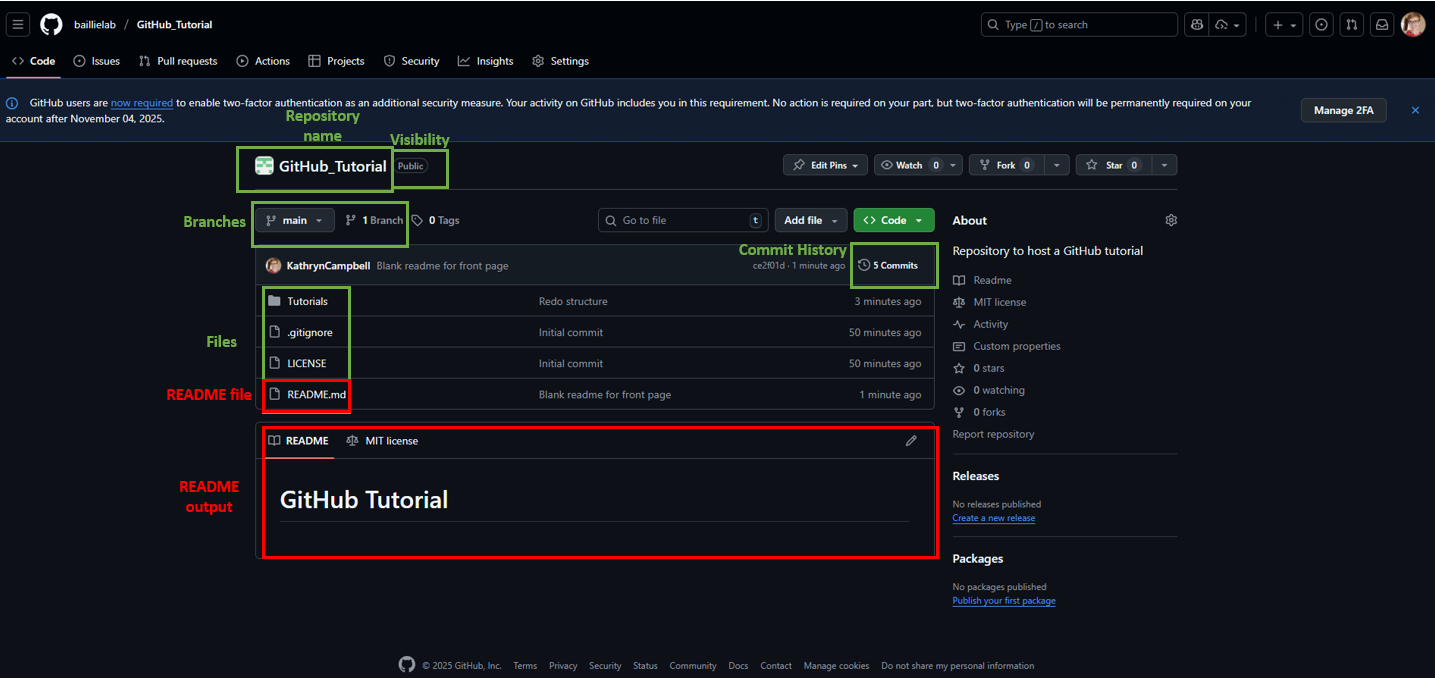 baillielab / GitHub_Tutorial
Type / to search
Code Issues Pull requests Actions Projects Security Insights Settings
GitHub users are now required to enable two-factor authentication as an additional security measure. Your activity on GitHub includes you in this requirement. No action is required on your part, but two-factor authentication will be permanently required on your
account after November 04, 2025.
Manage 2FA
Repository
name
Visibility
GitHub_Tutorial Public
Edit Pins Watch 0 Fork 0 Star 0
Branches
main 1 Branch 0 Tags
Go to file t
Add file Code
Commit History
KathrynCampbell Blank readme for front page ce2f01d · 1 minute ago 5 Commits
Tutorials Redo structure 3 minutes ago
.gitignore Initial commit 50 minutes ago
Files
LICENSE Initial commit 50 minutes ago
README file
README.md Blank readme for front page 1 minute ago
README MIT license
README
output
GitHub Tutorial
About
Repository to host a GitHub tutorial
Readme
MIT license
Activity
Custom properties
0 stars
0 watching
0 forks
Report repository
Releases
No releases published
Create a new release
Packages
No packages published
Publish your first package
© 2025 GitHub, Inc. Terms Privacy Security Status Community Docs Contact Manage cookies Do not share my personal information